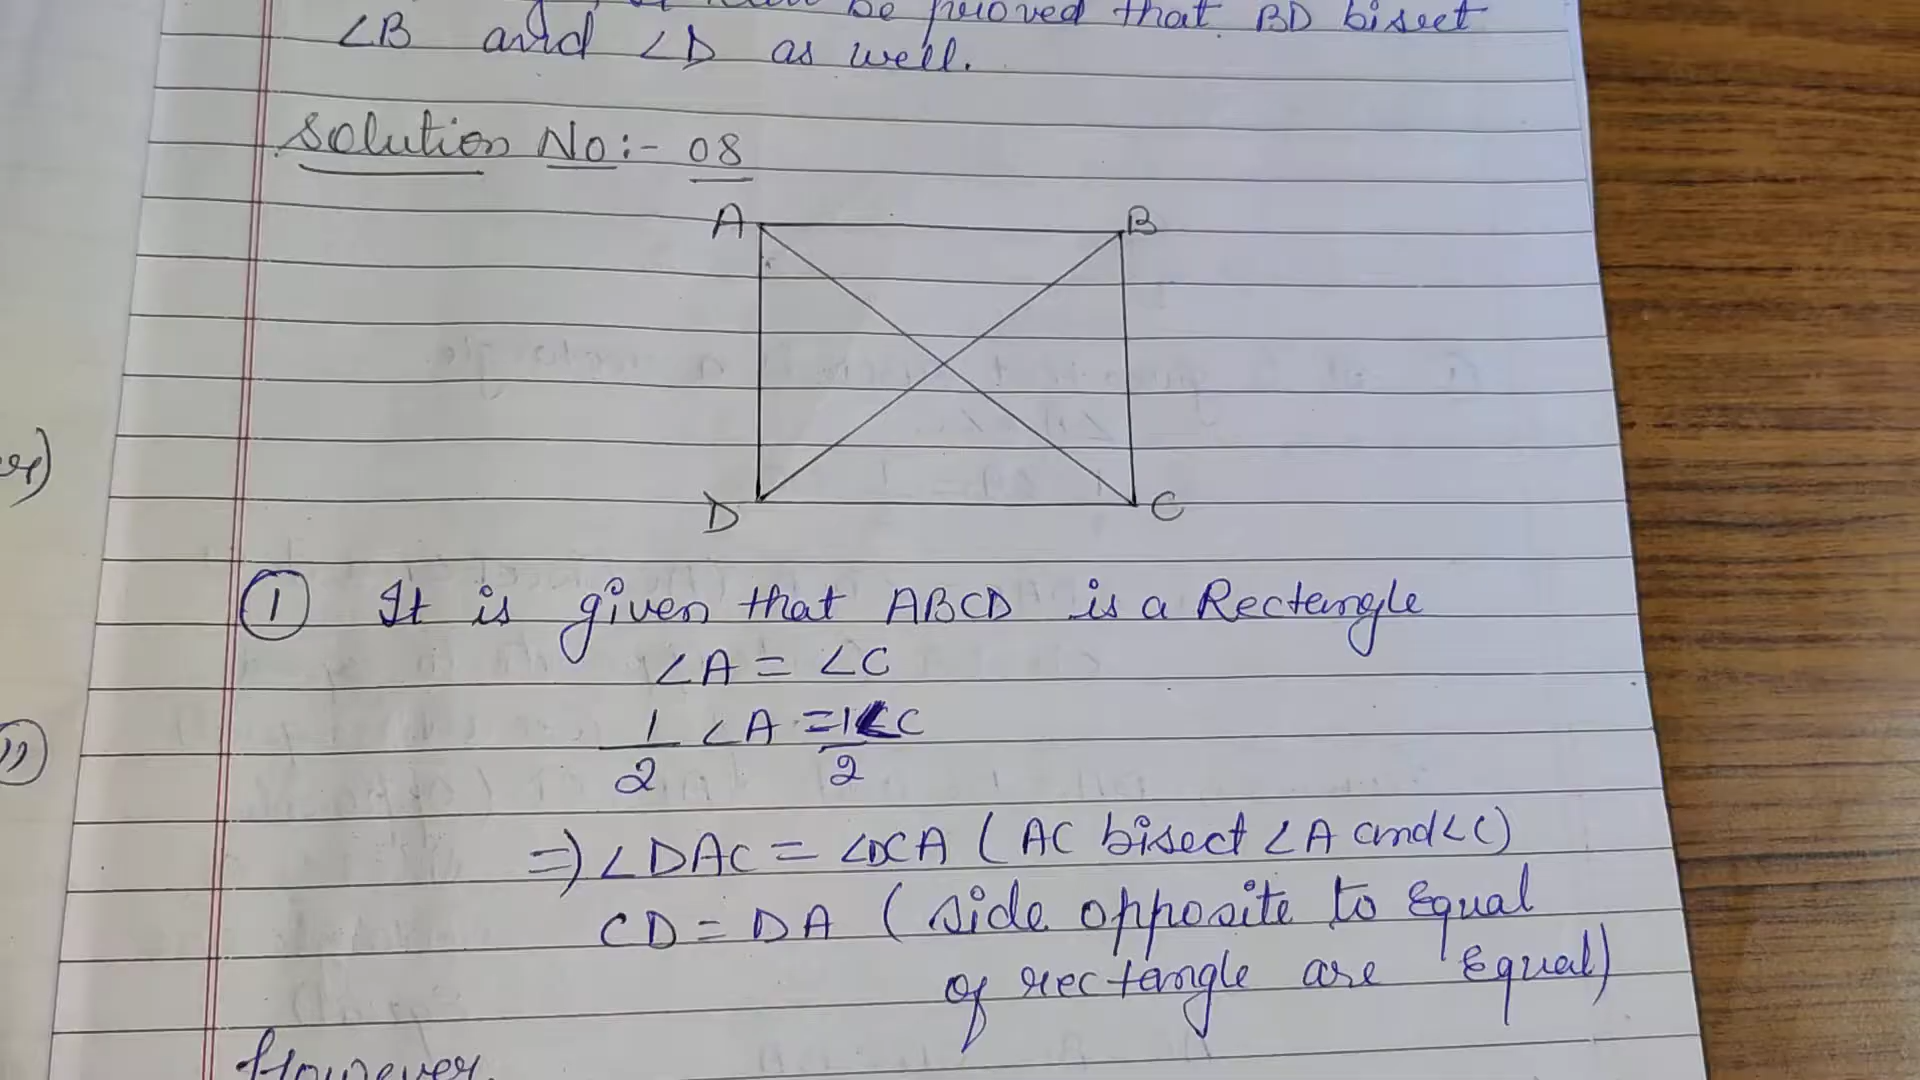 be proved that BD bisect
∠B and ∠D as well.
Solution No:- 08
A B
D C
① It is given that ABCD is a Rectangle
∠A = ∠C
1/2 ∠A = 1/2 ∠C
⇒ ∠DAC = ∠DCA (AC bisect ∠A and ∠C)
CD = DA (side opposite to Equal
of rectangle are Equal)
However,